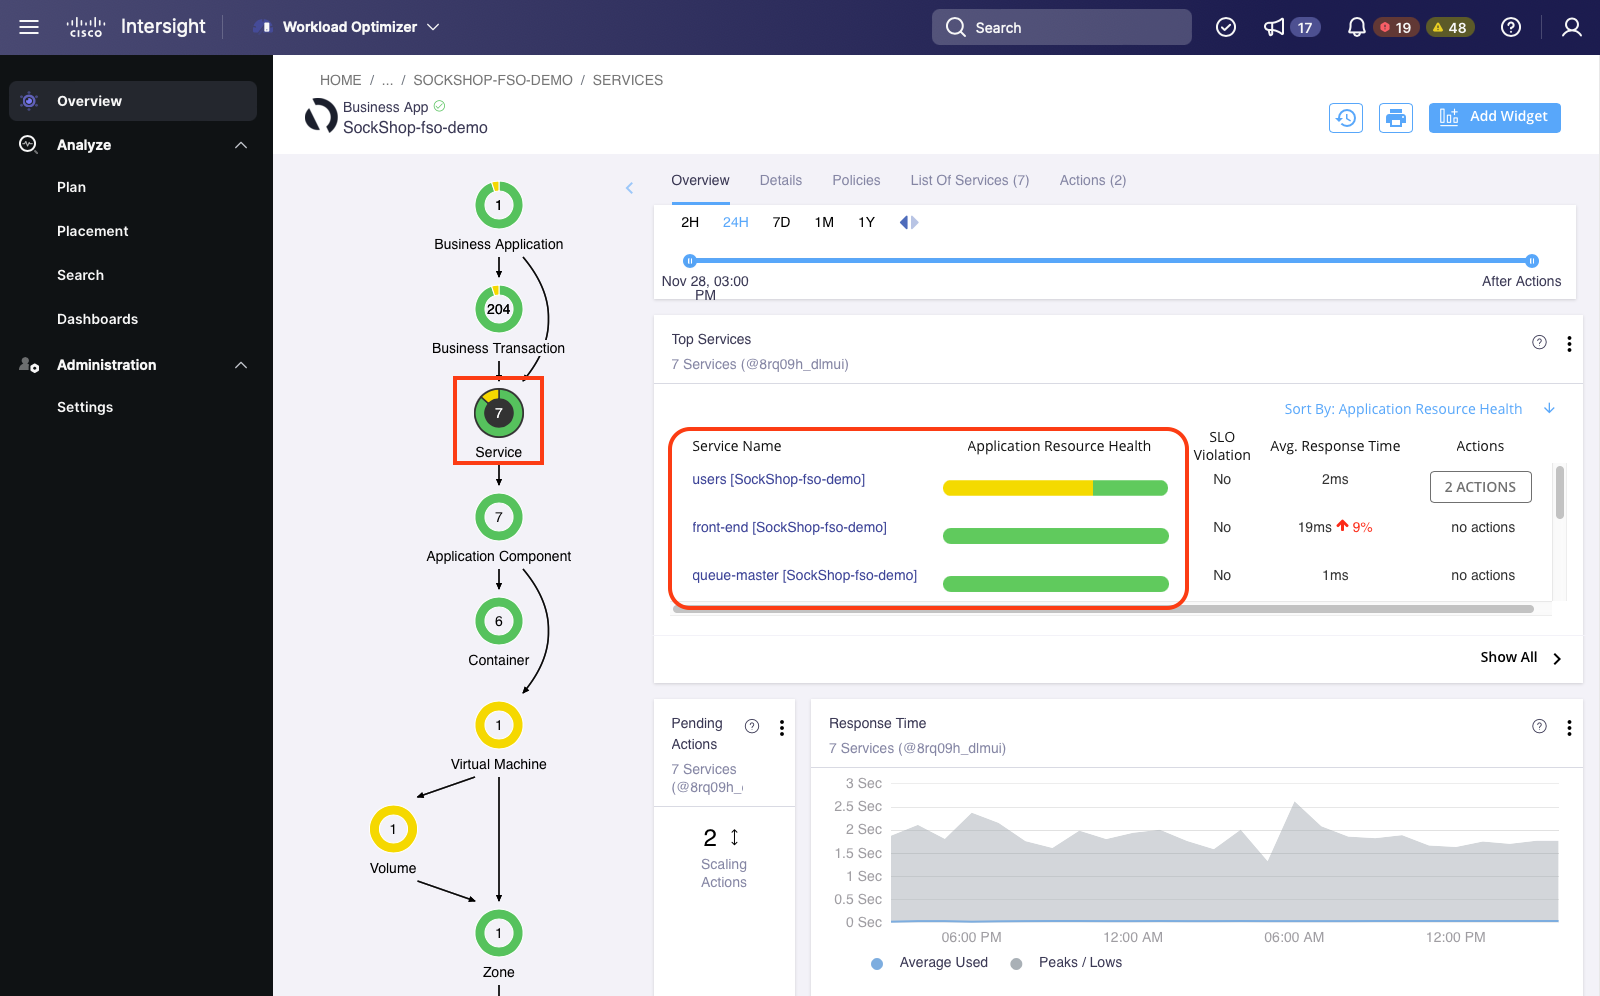 cisco Intersight
Workload Optimizer
Search
17
19
48
Overview
Analyze
Plan
Placement
Search
Dashboards
Administration
Settings
HOME / ... / SOCKSHOP-FSO-DEMO / SERVICES
Business App
SockShop-fso-demo
Add Widget
1
Business Application
204
Business Transaction
7
Service
7
Application Component
6
Container
1
Virtual Machine
1
Volume
1
Zone
Overview Details Policies List Of Services (7) Actions (2)
2H 24H 7D 1M 1Y
Nov 28, 03:00
PM
After Actions
Top Services
7 Services (@8rq09h_dlmui)
Sort By: Application Resource Health
Service Name Application Resource Health SLO Violation Avg. Response Time Actions
users [SockShop-fso-demo] No 2ms 2 ACTIONS
front-end [SockShop-fso-demo] No 19ms 9% no actions
queue-master [SockShop-fso-demo] No 1ms no actions
Show All
Pending
Actions
7 Services
(@8rq09h_
2
Scaling
Actions
Response Time
7 Services (@8rq09h_dlmui)
3 Sec
2.5 Sec
2 Sec
1.5 Sec
1 Sec
0.5 Sec
0 Sec
06:00 PM 12:00 AM 06:00 AM 12:00 PM
Average Used Peaks / Lows